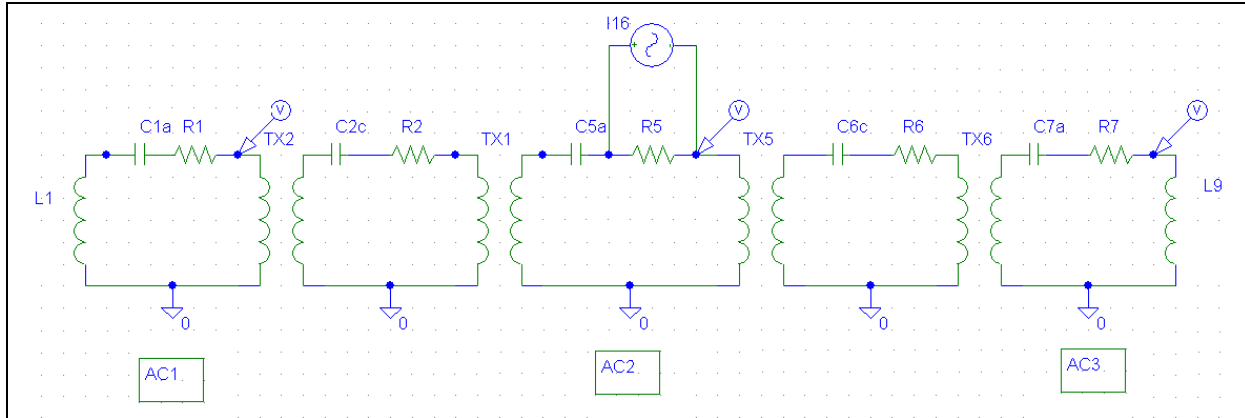 I16
C1a R1 V TX2 C2c R2 TX1 C5a R5 V TX5 C6c R6 TX6 C7a R7 V
L1 L9
0 0 0 0 0
AC1 AC2 AC3